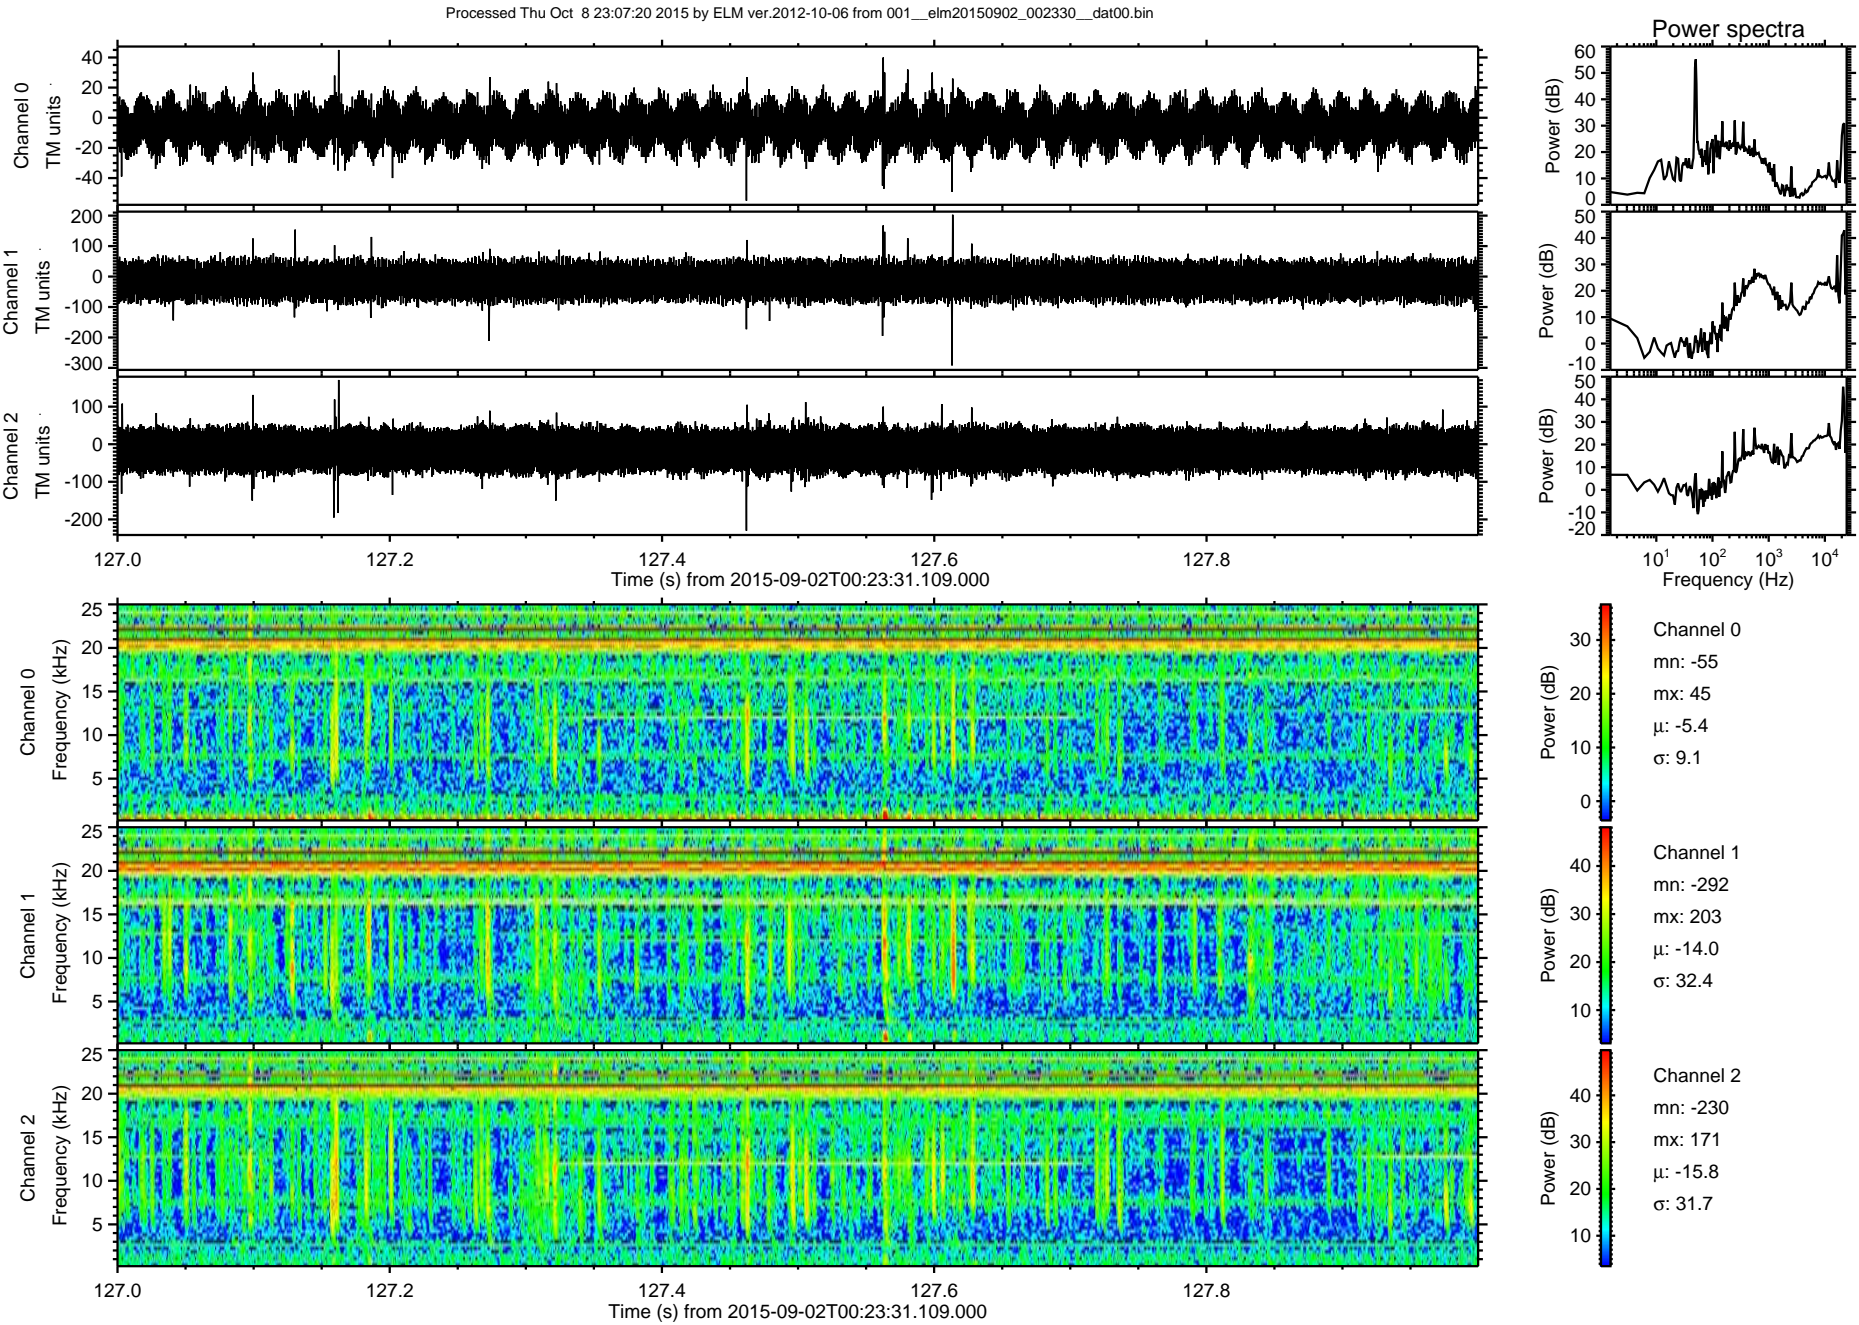 Processed Thu Oct  8 23:07:20 2015 by ELM ver.2012-10-06 from 001__elm20150902_002330__dat00.bin
Power spectra
Channel 0
TM units
40
20
0
-20
-40
Power (dB)
60
50
40
30
20
10
0
Channel 1
TM units
200
100
0
-100
-200
-300
Power (dB)
50
40
30
20
10
0
-10
Channel 2
TM units
100
0
-100
-200
Power (dB)
50
40
30
20
10
0
-10
-20
127.0 127.2 127.4 127.6 127.8
Time (s) from 2015-09-02T00:23:31.109.000
10¹ 10² 10³ 10⁴
Frequency (Hz)
Channel 0
Frequency (kHz)
25
20
15
10
5
Power (dB)
30
20
10
0
Channel 0
mn: -55
mx: 45
μ: -5.4
σ: 9.1
Channel 1
Frequency (kHz)
25
20
15
10
5
Power (dB)
40
30
20
10
Channel 1
mn: -292
mx: 203
μ: -14.0
σ: 32.4
Channel 2
Frequency (kHz)
25
20
15
10
5
Power (dB)
40
30
20
10
Channel 2
mn: -230
mx: 171
μ: -15.8
σ: 31.7
127.0 127.2 127.4 127.6 127.8
Time (s) from 2015-09-02T00:23:31.109.000